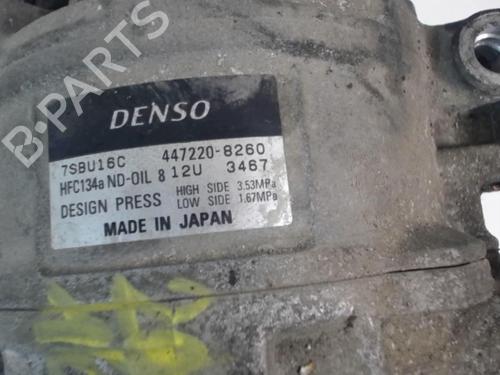 B-PARTS
DENSO
7SBU16C 447220-8260
HFC134a ND-OIL 8 12U 3467
DESIGN PRESS HIGH SIDE 3.53MPa
LOW SIDE 1.67MPa
MADE IN JAPAN